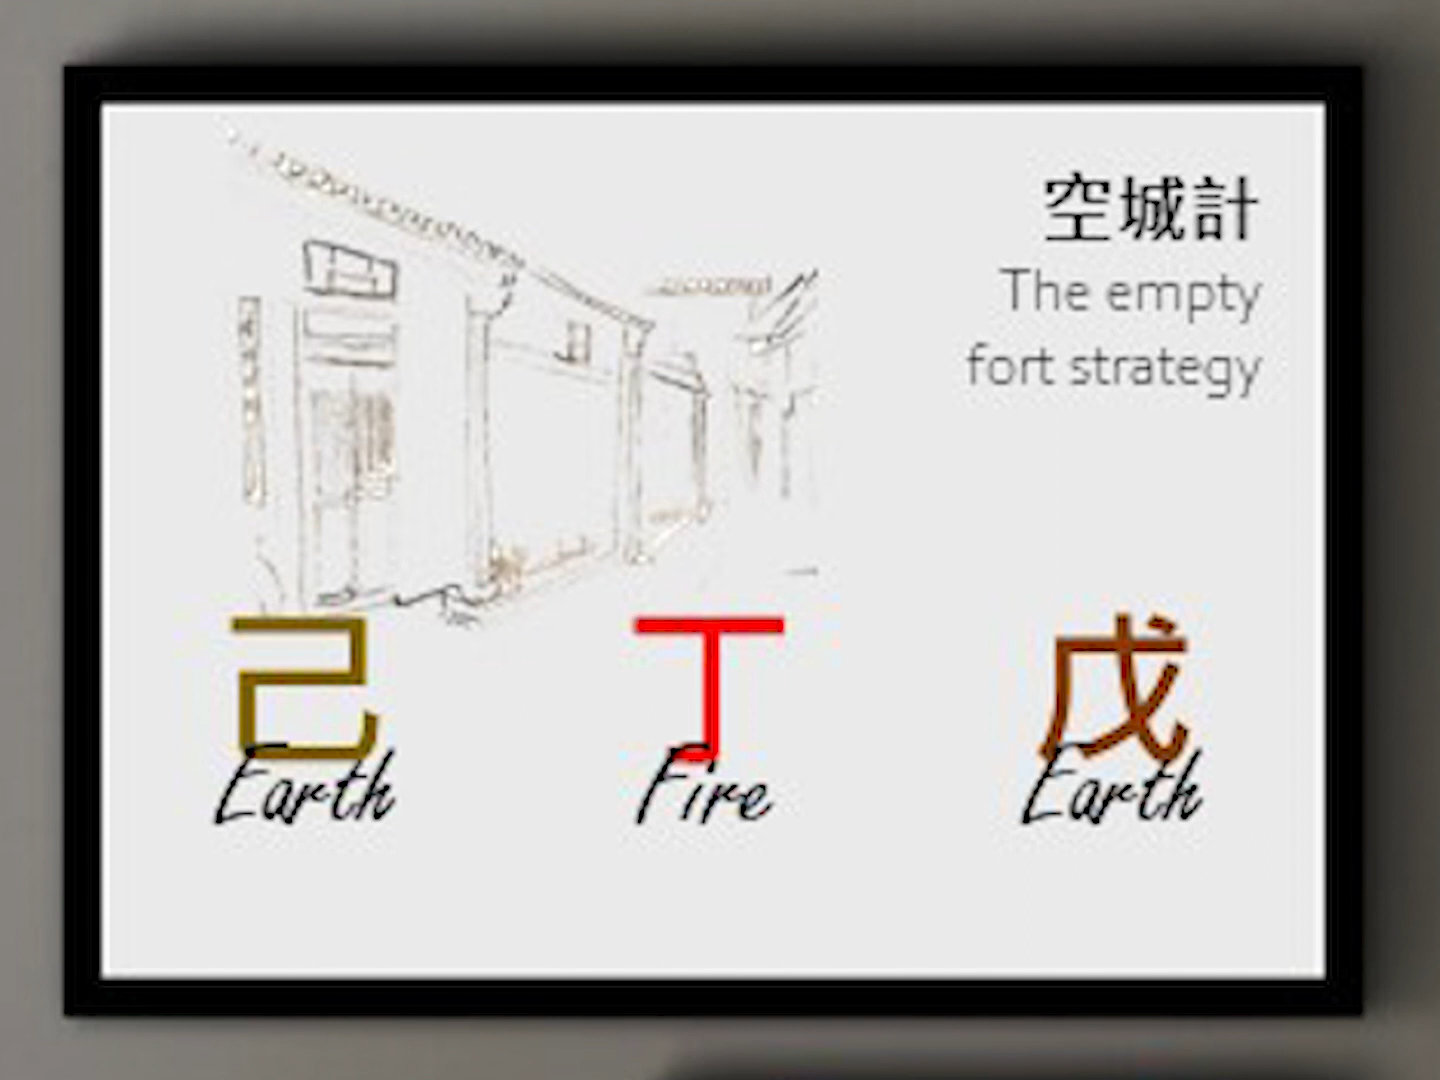 空城計
The empty
fort strategy
己 丁 戊
Earth Fire Earth